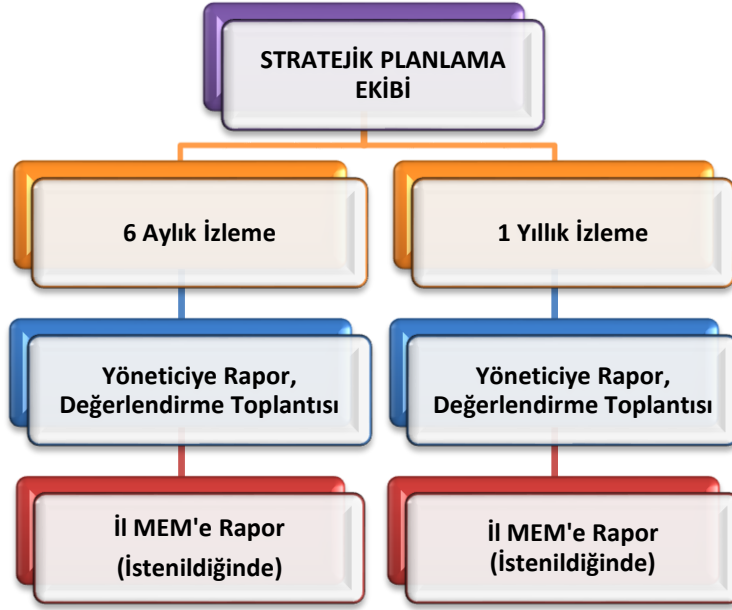 STRATEJİK PLANLAMA
EKİBİ
6 Aylık İzleme
1 Yıllık İzleme
Yöneticiye Rapor,
Değerlendirme Toplantısı
Yöneticiye Rapor,
Değerlendirme Toplantısı
İl MEM'e Rapor
(İstenildiğinde)
İl MEM'e Rapor
(İstenildiğinde)